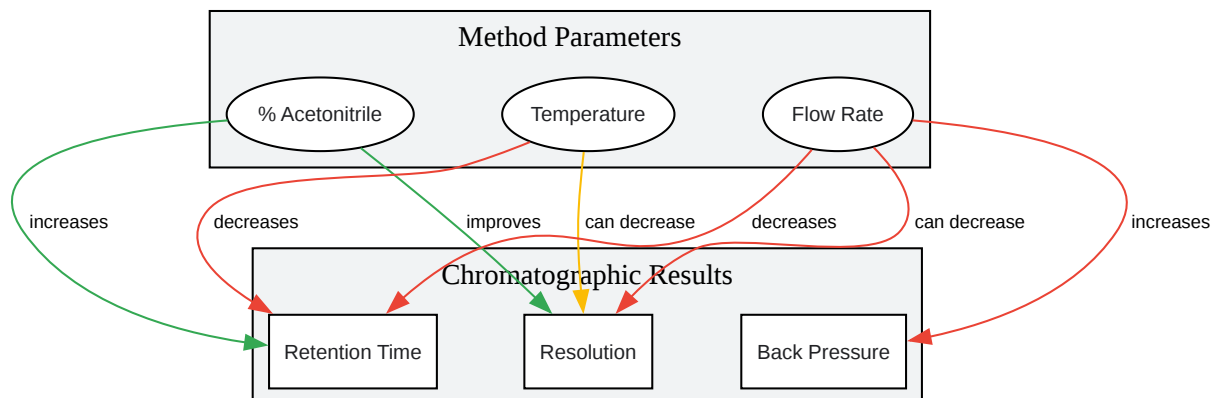 Method Parameters
% Acetonitrile
Temperature
Flow Rate
increases
decreases
improves
can decrease
decreases
can decrease
increases
Chromatographic Results
Retention Time
Resolution
Back Pressure